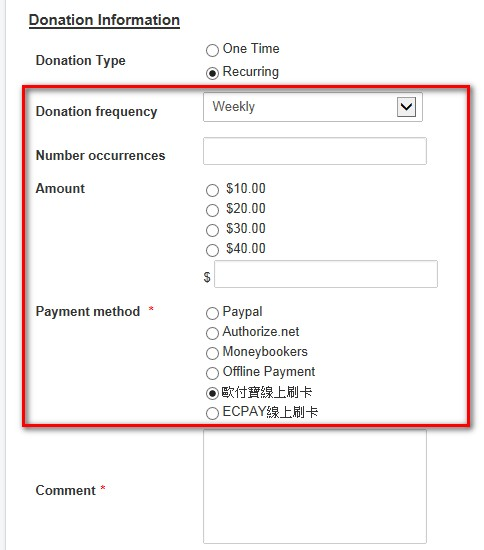 Donation Information
Donation Type
One Time
Recurring
Donation frequency
Weekly
Number occurrences
Amount
$10.00
$20.00
$30.00
$40.00
$
Payment method *
Paypal
Authorize.net
Moneybookers
Offline Payment
歐付寶線上刷卡
ECPAY線上刷卡
Comment *